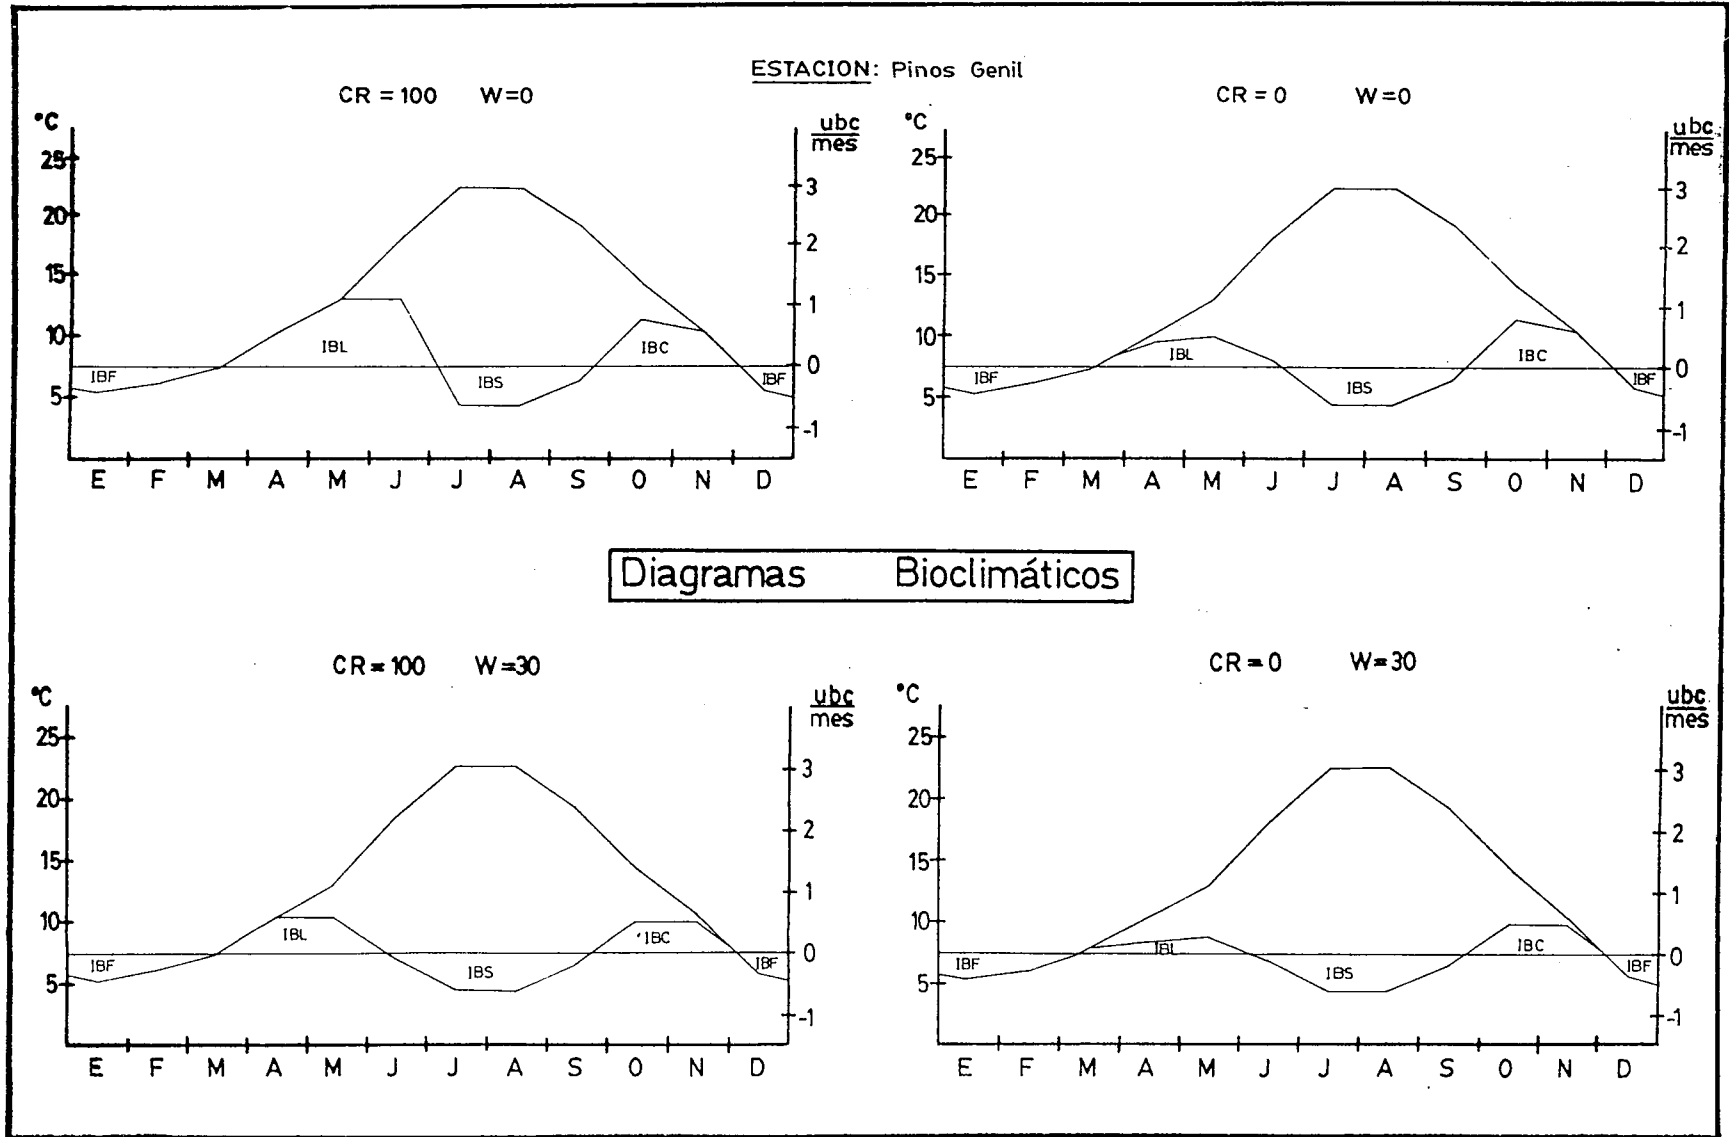 ESTACION: Pinos Genil
CR = 100 W=0
°C
ubc
mes
25
20
15
10
5
3
2
1
0
-1
IBF
IBL
IBS
IBC
IBF
E F M A M J J A S O N D
CR = 0 W=0
°C
ubc
mes
25
20
15
10
5
3
2
1
0
-1
IBF
IBL
IBS
IBC
IBF
E F M A M J J A S O N D
Diagramas Bioclimáticos
CR = 100 W=30
°C
ubc
mes
25
20
15
10
5
3
2
1
0
-1
IBF
IBL
IBS
IBC
IBF
E F M A M J J A S O N D
CR = 0 W=30
°C
ubc
mes
25
20
15
10
5
3
2
1
0
-1
IBF
IBL
IBS
IBC
IBF
E F M A M J J A S O N D